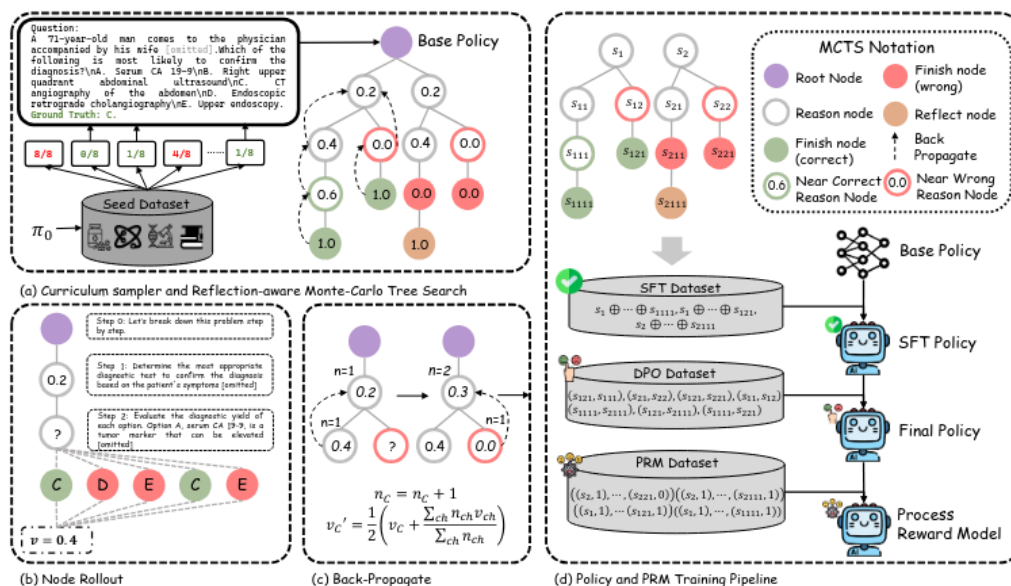 Question:
A 71-year-old man comes to the physician
accompanied by his wife [omitted].Which of the
following is most likely to confirm the
diagnosis?\nA. Serum CA 19-9\nB. Right upper
quadrant abdominal ultrasound\nC. CT
angiography of the abdomen\nD. Endoscopic
retrograde cholangiography\nE. Upper endoscopy.
Ground Truth: C.
8/8 0/8 1/8 4/8 ...... 1/8
Seed Dataset
π₀
Base Policy
0.2 0.2
0.4 0.0 0.4 0.0
0.6 1.0 0.0 0.0
1.0 1.0
(a) Curriculum sampler and Reflection-aware Monte-Carlo Tree Search
Step 0: Let's break down this problem step
by step.
0.2
Step 1: Determine the most appropriate
diagnostic test to confirm the diagnosis
based on the patient's symptoms [omitted]
?
Step 2: Evaluate the diagnostic yield
of each option. Option A, serum CA 19-9, is a
tumor marker that can be elevated
[omitted]
C D E C E
v = 0.4
(b) Node Rollout
n=1 n=2
0.2 0.3
n=1 n=1
0.4 ? 0.4 0.0
n_C = n_C + 1
v_C' = 1/2 (v_C + ∑_ch n_ch v_ch / ∑_ch n_ch)
(c) Back-Propagate
s₁ s₂
s₁₁ s₁₂ s₂₁ s₂₂
s₁₁₁ s₁₂₁ s₂₁₁ s₂₂₁
s₁₁₁₁ s₂₁₁₁
MCTS Notation
Root Node
Finish node
(wrong)
Reason node
Reflect node
Finish node
(correct)
Back
Propagate
0.6 Near Correct
Reason Node
0.0 Near Wrong
Reason Node
Base Policy
SFT Dataset
s₁ ⊕ ⋯ ⊕ s₁₁₁₁, s₁ ⊕ ⋯ ⊕ s₁₂₁,
s₂ ⊕ ⋯ ⊕ s₂₁₁₁
SFT Policy
DPO Dataset
(s₁₂₁, s₁₁₁), (s₂₁, s₂₂), (s₁₂₁, s₂₂₁), (s₁₁, s₁₂)
(s₁₁₁₁, s₂₁₁₁), (s₁₂₁, s₂₁₁₁), (s₁₁₁₁, s₂₂₁)
Final Policy
PRM Dataset
((s₂, 1), ⋯, (s₂₂₁, 0))((s₂, 1), ⋯, (s₂₁₁₁, 1))
((s₁, 1), ⋯ (s₁₂₁, 1))((s₁, 1), ⋯, (s₁₁₁₁, 1))
Process
Reward Model
(d) Policy and PRM Training Pipeline